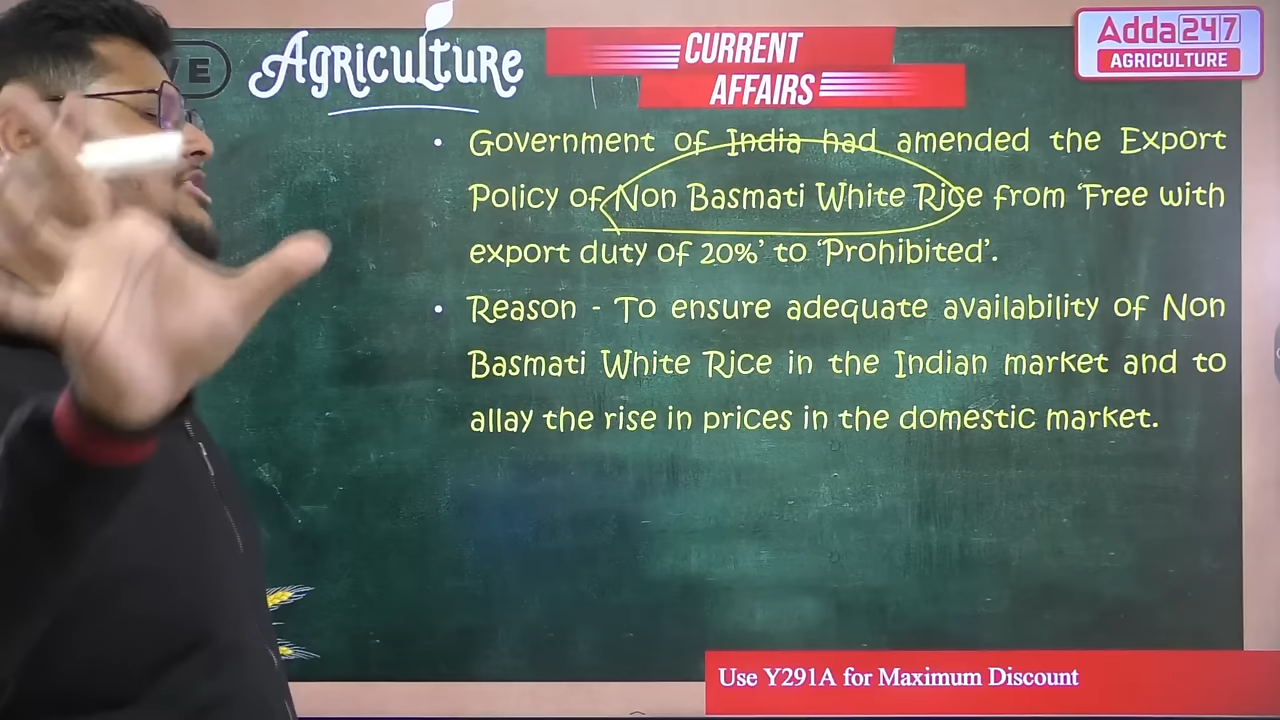 VE
Agriculture
CURRENT
AFFAIRS
Adda247
AGRICULTURE
• Government of India had amended the Export
Policy of Non Basmati White Rice from ‘Free with
export duty of 20%’ to ‘Prohibited’.
• Reason - To ensure adequate availability of Non
Basmati White Rice in the Indian market and to
allay the rise in prices in the domestic market.
Use Y291A for Maximum Discount